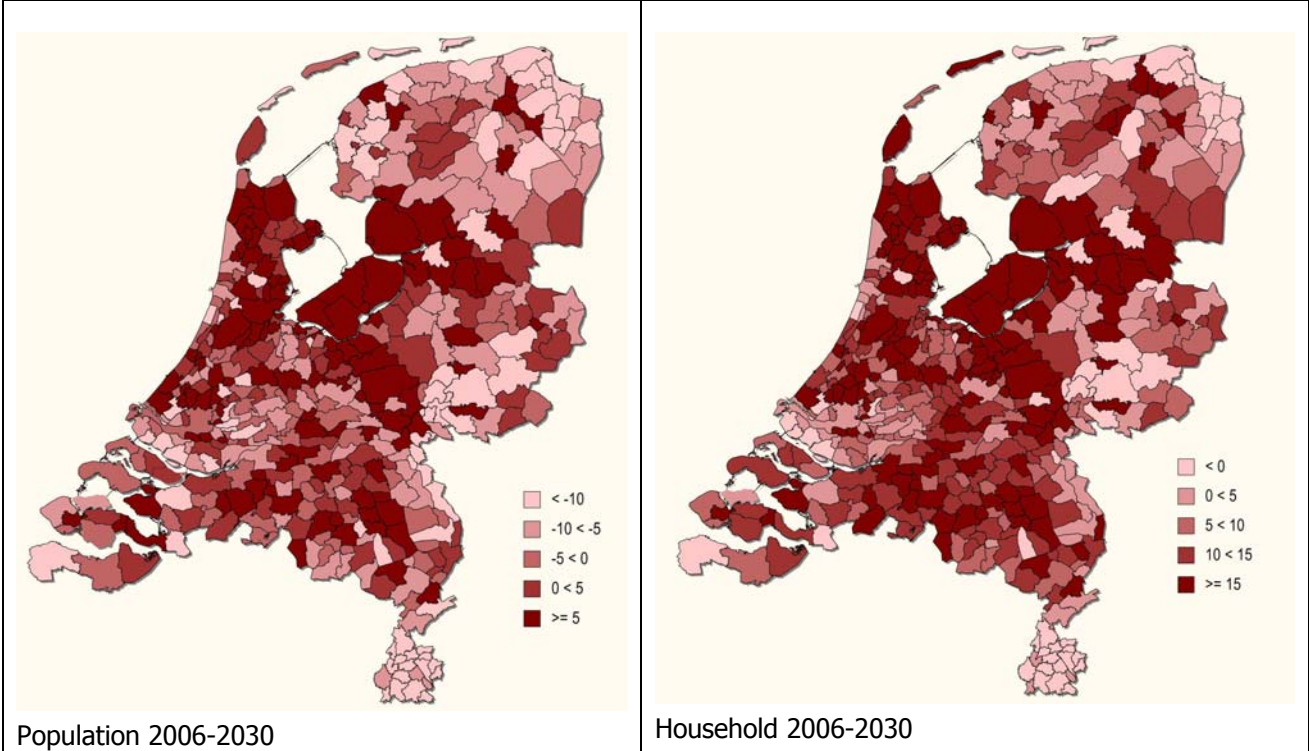 < -10
-10 < -5
-5 < 0
0 < 5
>= 5
Population 2006-2030
< 0
0 < 5
5 < 10
10 < 15
>= 15
Household 2006-2030